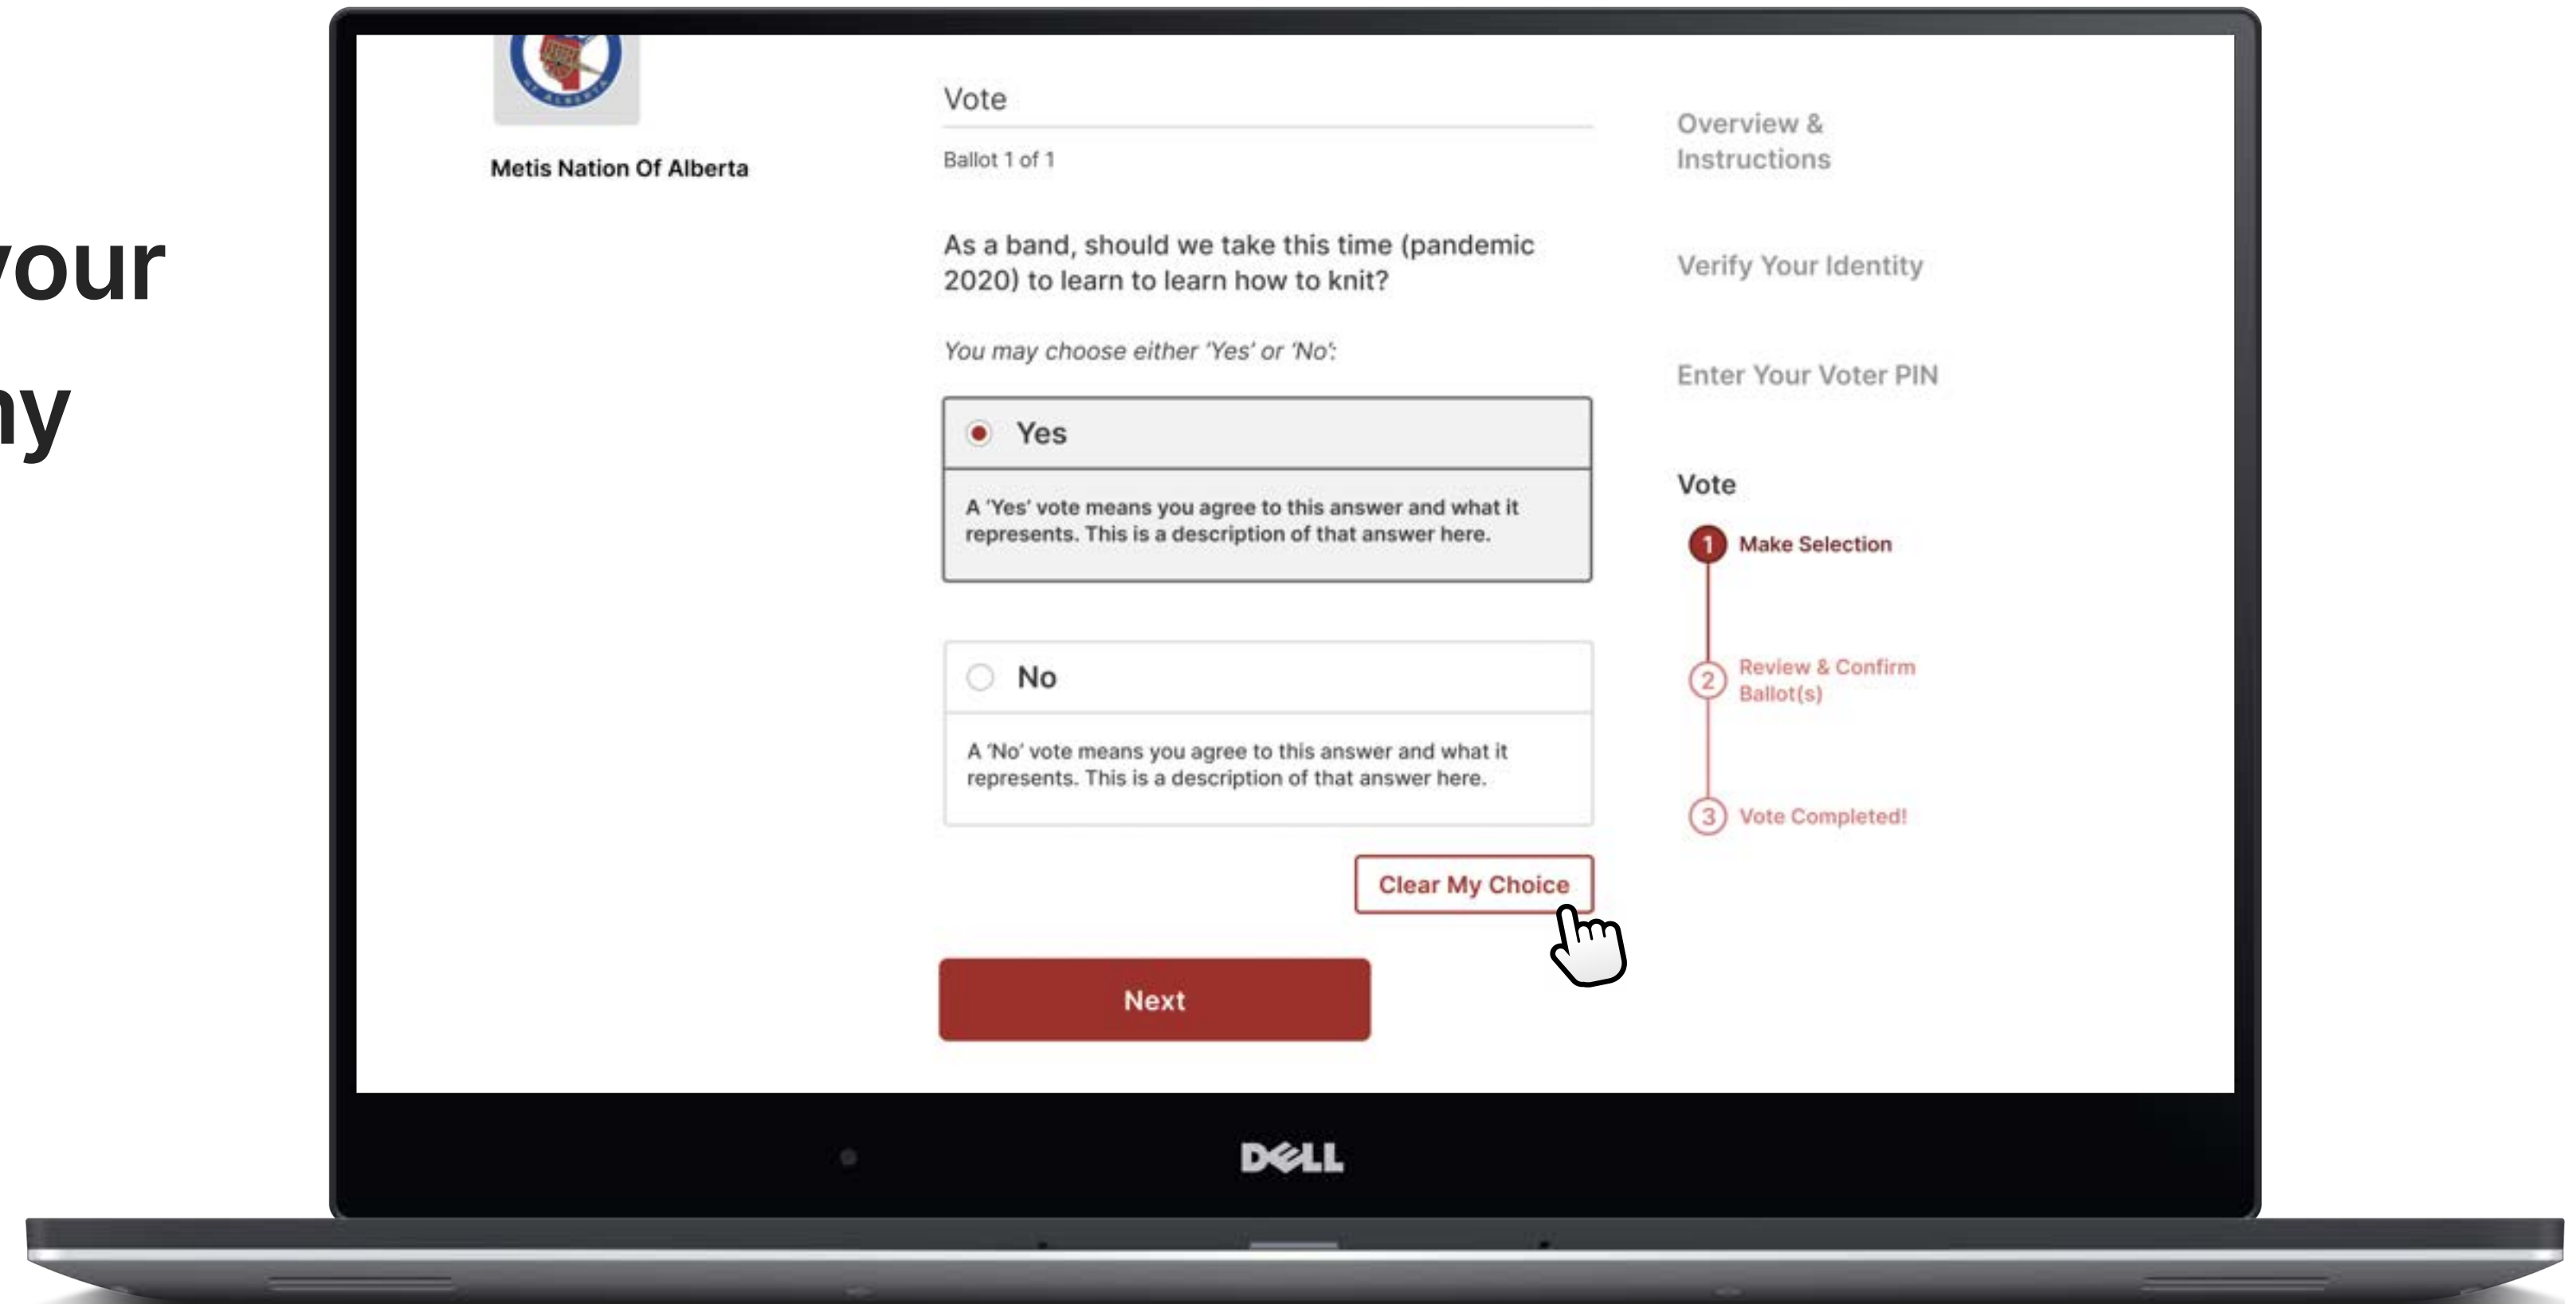 your
ny
OF ALBERTA
Metis Nation Of Alberta
Vote
Ballot 1 of 1
As a band, should we take this time (pandemic
2020) to learn to learn how to knit?
You may choose either ‘Yes’ or ‘No’:
Yes
A ‘Yes’ vote means you agree to this answer and what it
represents. This is a description of that answer here.
No
A ‘No’ vote means you agree to this answer and what it
represents. This is a description of that answer here.
Clear My Choice
Next
Overview &
Instructions
Verify Your Identity
Enter Your Voter PIN
Vote
1 Make Selection
2 Review & Confirm
Ballot(s)
3 Vote Completed!
DELL